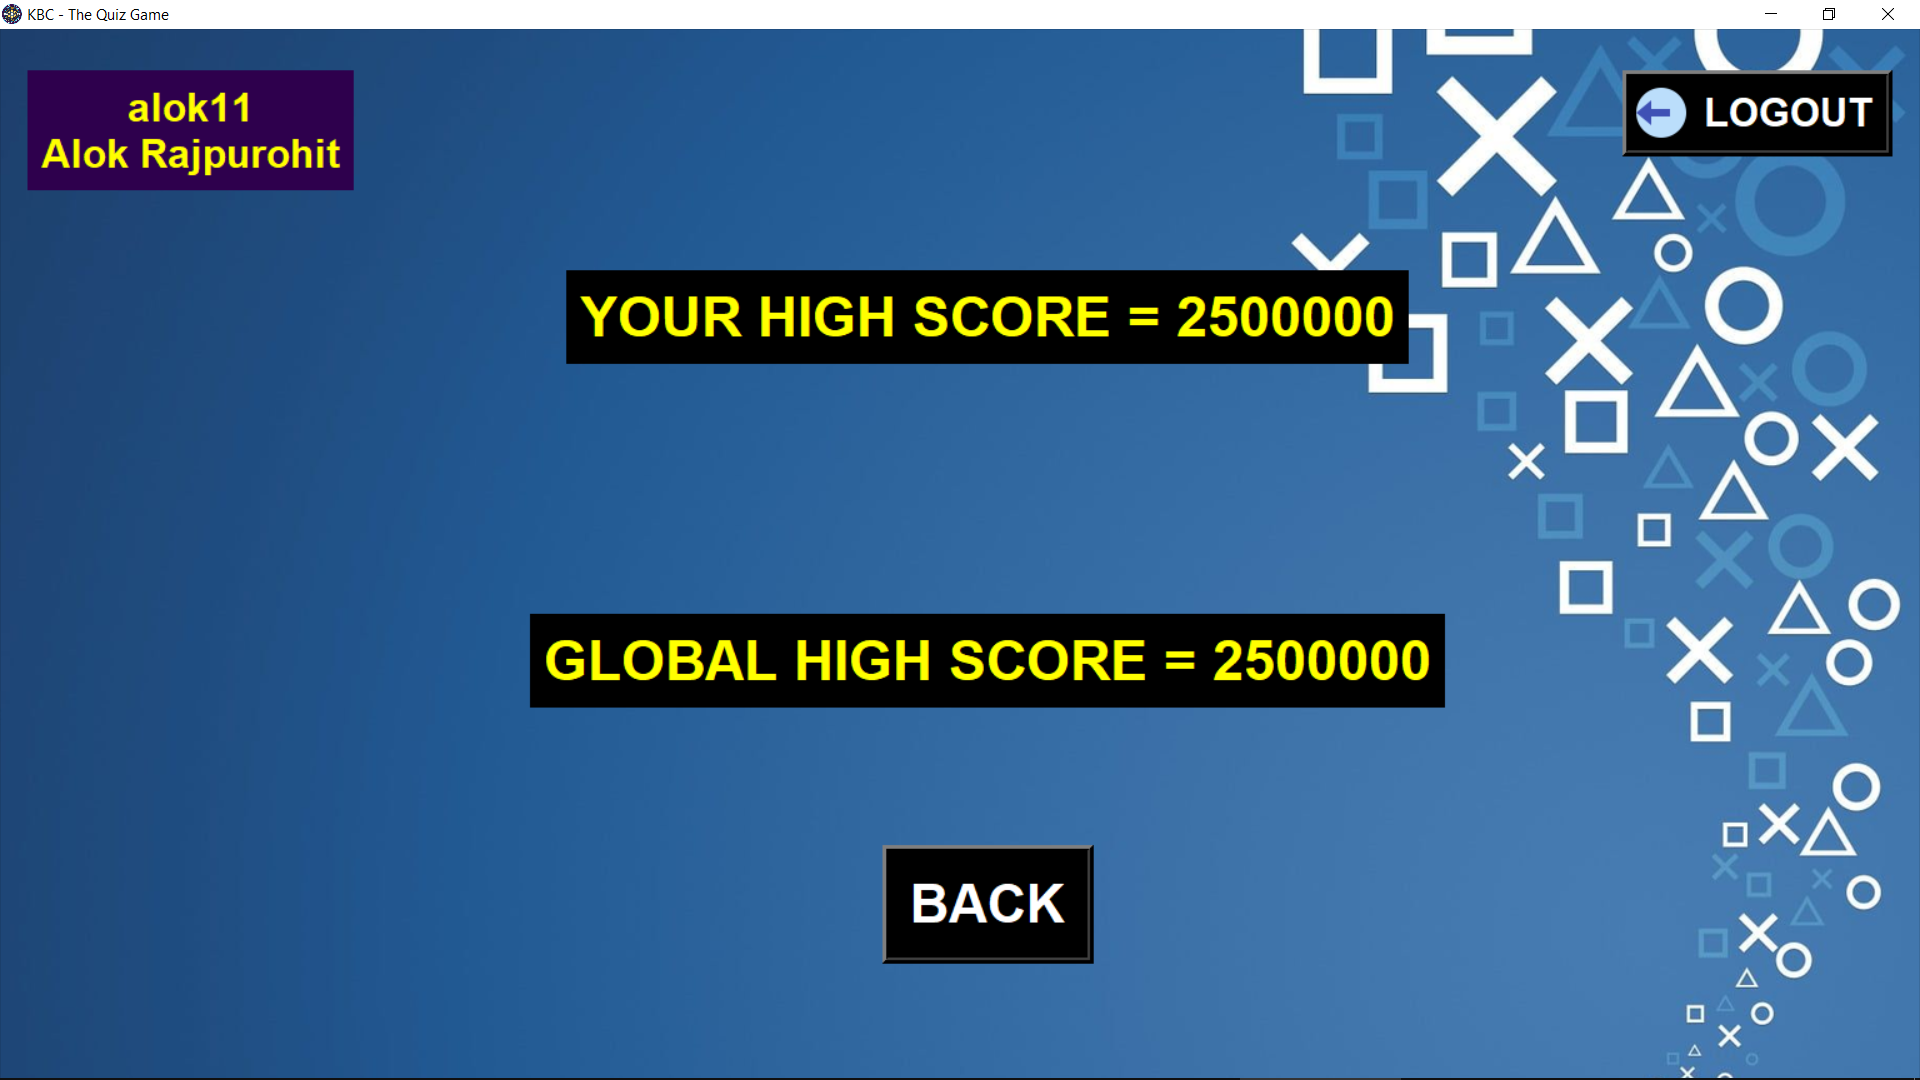 KBC - The Quiz Game
alok11
Alok Rajpurohit
LOGOUT
YOUR HIGH SCORE = 2500000
GLOBAL HIGH SCORE = 2500000
BACK